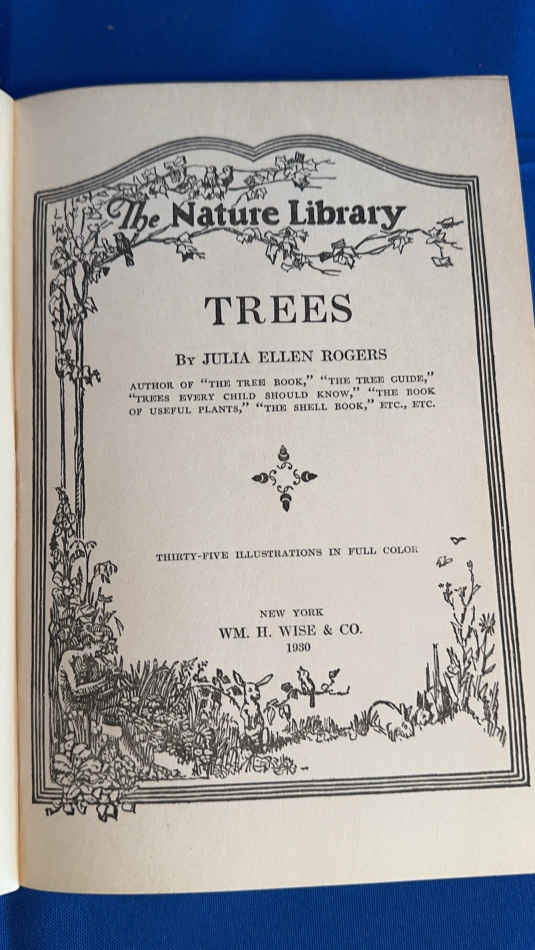 The Nature Library
TREES
By JULIA ELLEN ROGERS
AUTHOR OF “THE TREE BOOK,” “THE TREE GUIDE,”
“TREES EVERY CHILD SHOULD KNOW,” “THE BOOK
OF USEFUL PLANTS,” “THE SHELL BOOK,” ETC., ETC.
THIRTY-FIVE ILLUSTRATIONS IN FULL COLOR
NEW YORK
WM. H. WISE & CO.
1930